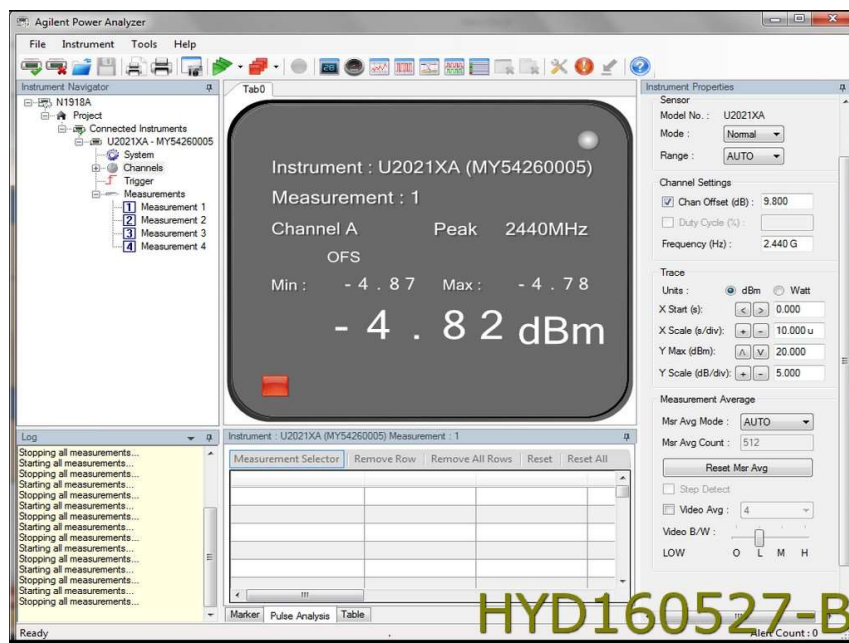 Agilent Power Analyzer
File Instrument Tools Help
Instrument Navigator
N1918A
Project
Connected Instruments
U2021XA - MY54260005
System
Channels
Trigger
Measurements
1 Measurement 1
2 Measurement 2
3 Measurement 3
4 Measurement 4
Tab0
Instrument : U2021XA (MY54260005)
Measurement : 1
Channel A Peak 2440MHz
OFS
Min : -4.87 Max : -4.78
-4.82 dBm
Instrument Properties
Sensor
Model No. : U2021XA
Mode : Normal
Range : AUTO
Channel Settings
Chan Offset (dB) : 9.800
Duty Cycle (%) :
Frequency (Hz) : 2.440 G
Trace
Units : dBm Watt
X Start (s): < > 0.000
X Scale (s/div): + - 10.000 u
Y Max (dBm): Λ V 20.000
Y Scale (dB/div): + - 5.000
Measurement Average
Msr Avg Mode : AUTO
Msr Avg Count : 512
Reset Msr Avg
Step Detect
Video Avg : 4
Video B/W :
LOW O L M H
Log
Stopping all measurements...
Starting all measurements...
Stopping all measurements...
Starting all measurements...
Stopping all measurements...
Starting all measurements...
Stopping all measurements...
Starting all measurements...
Stopping all measurements...
Starting all measurements...
Stopping all measurements...
Starting all measurements...
Stopping all measurements...
Starting all measurements...
Stopping all measurements...
Instrument : U2021XA (MY54260005) Measurement : 1
Measurement Selector Remove Row Remove All Rows Reset Reset All
Marker Pulse Analysis Table
HYD160527-B
Ready
Alert Count : 0